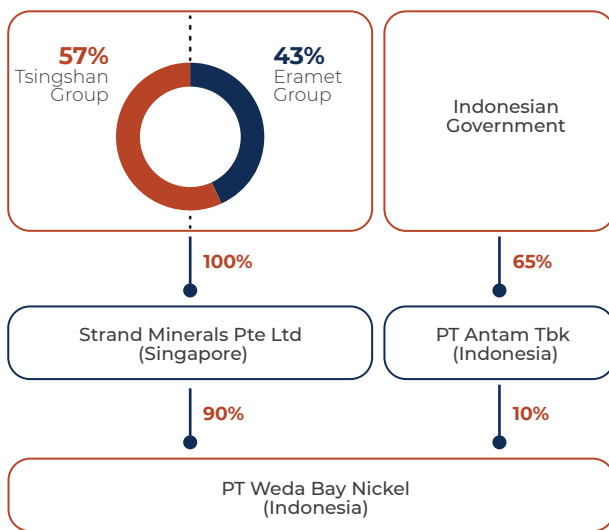 57%
Tsingshan
Group
43%
Eramet
Group
Indonesian
Government
100%
65%
Strand Minerals Pte Ltd
(Singapore)
PT Antam Tbk
(Indonesia)
90%
10%
PT Weda Bay Nickel
(Indonesia)